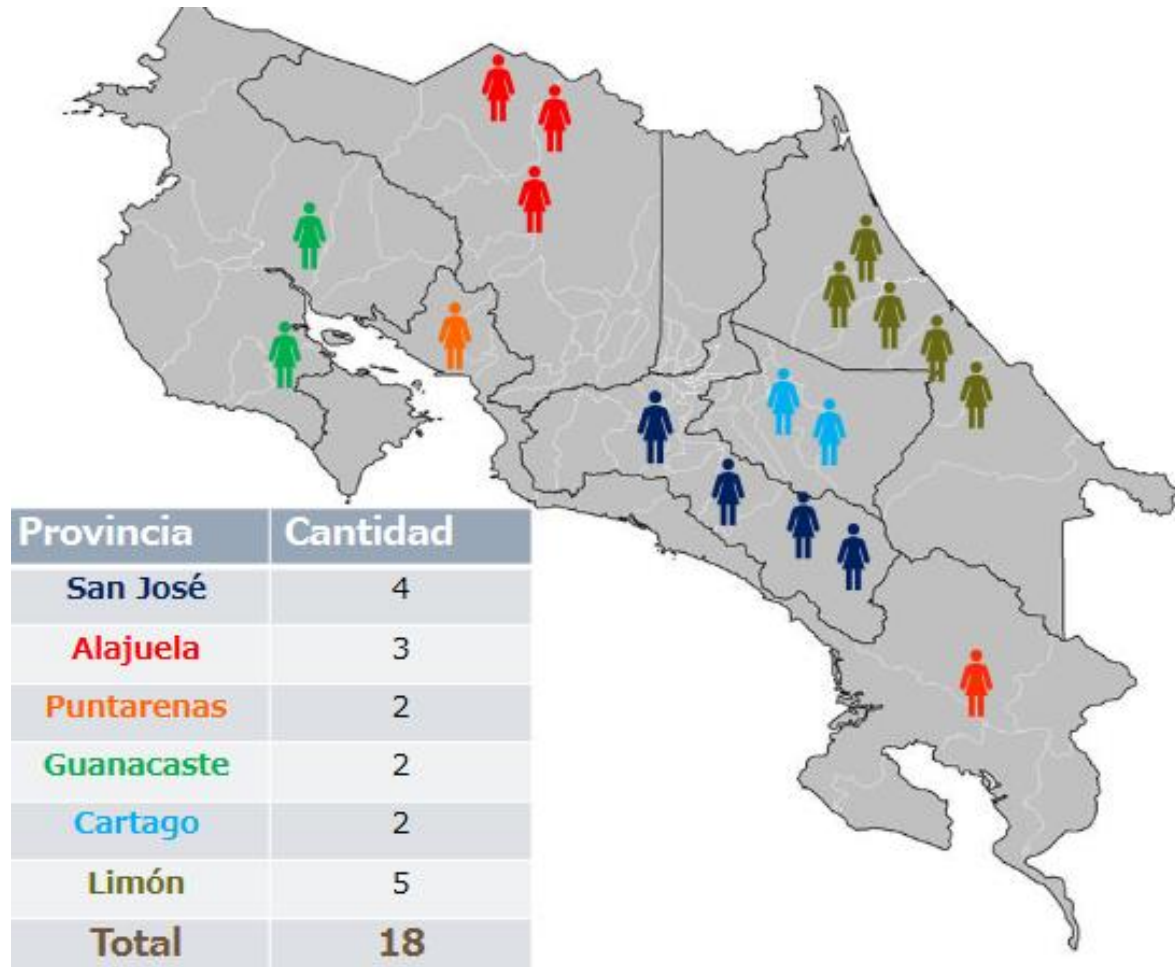 Provincia Cantidad
San José 4
Alajuela 3
Puntarenas 2
Guanacaste 2
Cartago 2
Limón 5
Total 18